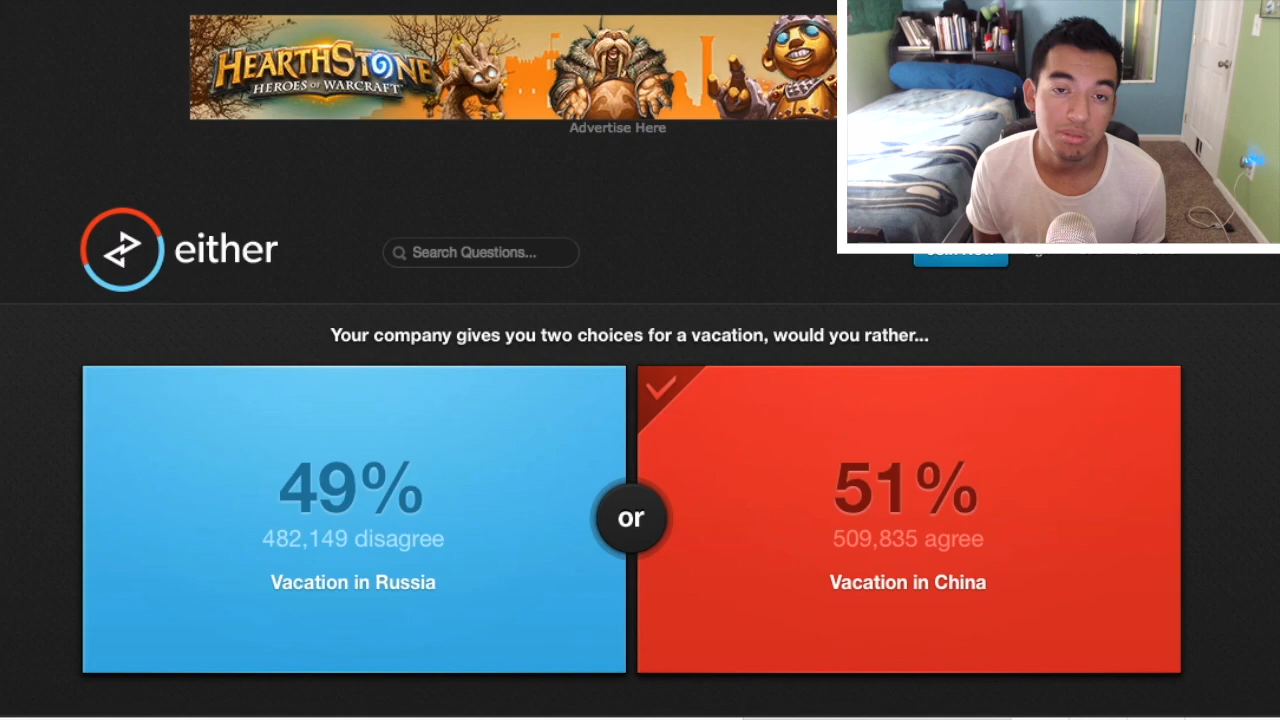 HEARTHSTONE
HEROES OF WARCRAFT
Advertise Here
either
Search Questions...
Your company gives you two choices for a vacation, would you rather...
49%
482,149 disagree
Vacation in Russia
or
51%
509,835 agree
Vacation in China